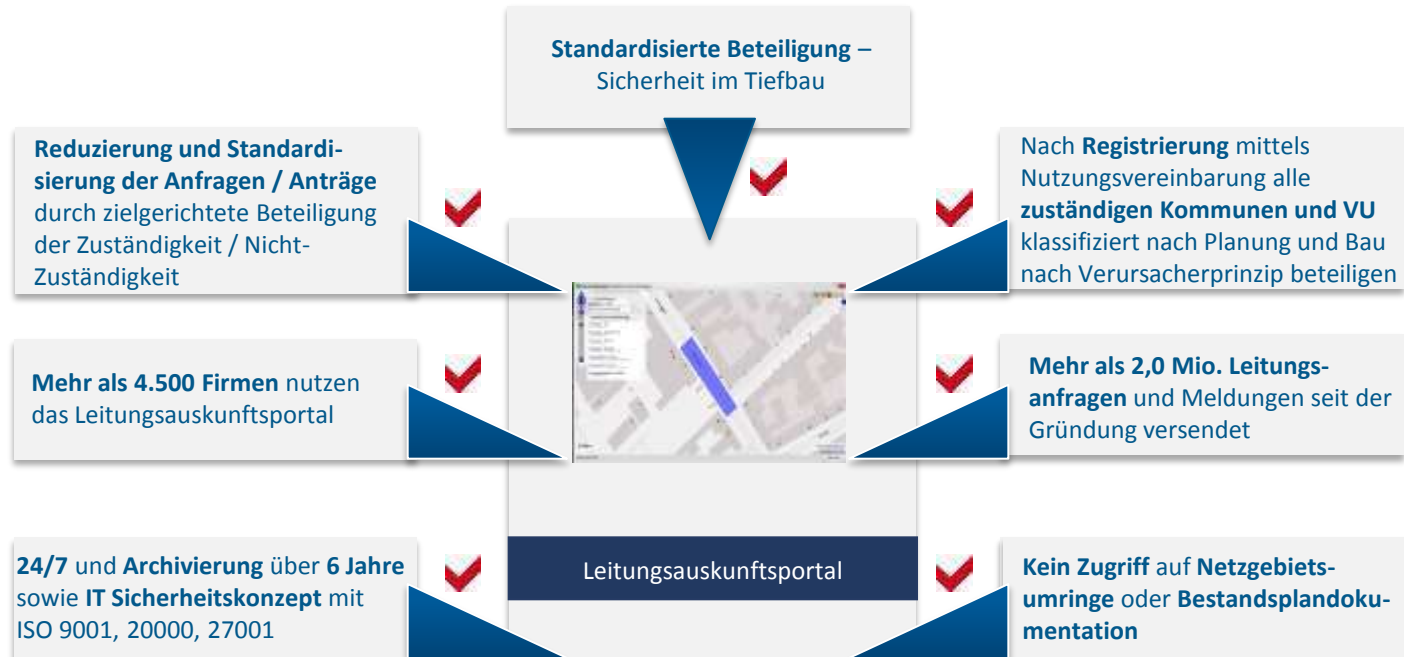 Standardisierte Beteiligung –
Sicherheit im Tiefbau
Reduzierung und Standardi-
sierung der Anfragen / Anträge
durch zielgerichtete Beteiligung
der Zuständigkeit / Nicht-
Zuständigkeit
Nach Registrierung mittels
Nutzungsvereinbarung alle
zuständigen Kommunen und VU
klassifiziert nach Planung und Bau
nach Verursacherprinzip beteiligen
Mehr als 4.500 Firmen nutzen
das Leitungsauskunftsportal
Mehr als 2,0 Mio. Leitungs-
anfragen und Meldungen seit der
Gründung versendet
24/7 und Archivierung über 6 Jahre
sowie IT Sicherheitskonzept mit
ISO 9001, 20000, 27001
Leitungsauskunftsportal
Kein Zugriff auf Netzgebiets-
umringe oder Bestandsplandoku-
mentation